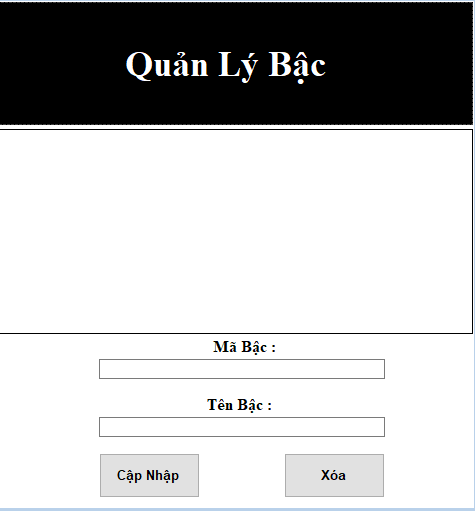 Quản Lý Bậc
Mã Bậc :
Tên Bậc :
Cập Nhập Xóa